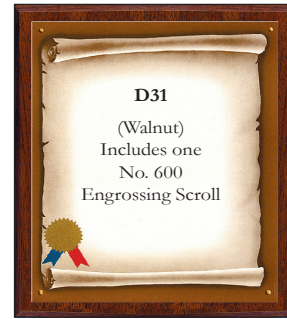 D31
(Walnut)
Includes one
No. 600
Engrossing Scroll